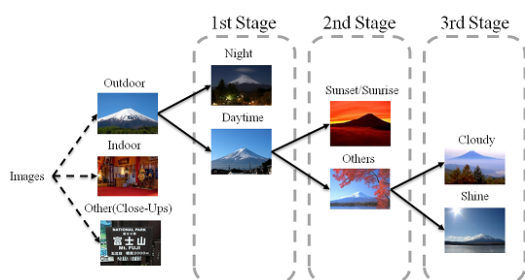 1st Stage
2nd Stage
3rd Stage
Night
Outdoor
Sunset/Sunrise
Daytime
Cloudy
Indoor
Others
Images
Shine
Other(Close-Ups)
NATIONAL PARK
富士山
MT. FUJI